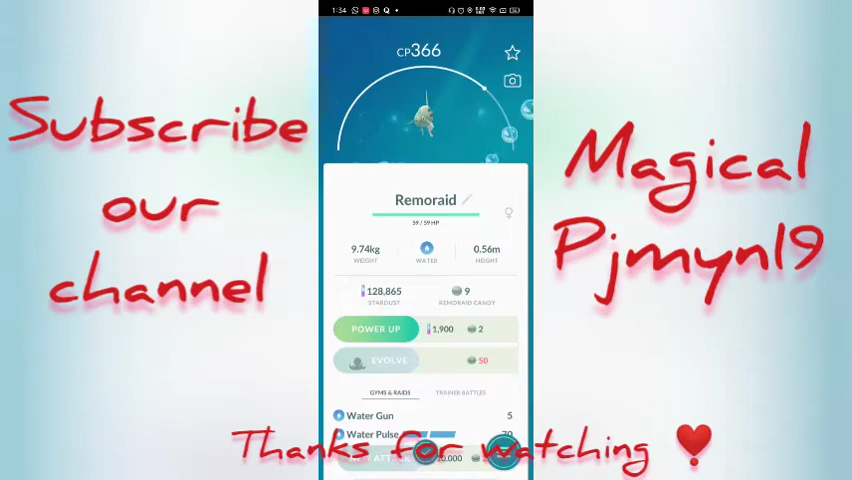 1:34
CP366
Subscribe
our
channel
Magical
Pjmyn19
Remoraid
59 / 59 HP
9.74kg
WEIGHT
WATER
0.56m
HEIGHT
128,865
STARDUST
9
REMORAID CANDY
POWER UP
1,900
2
EVOLVE
50
GYMS & RAIDS
TRAINER BATTLES
Water Gun
5
Water Pulse
70
ATTACK
Thanks for watching